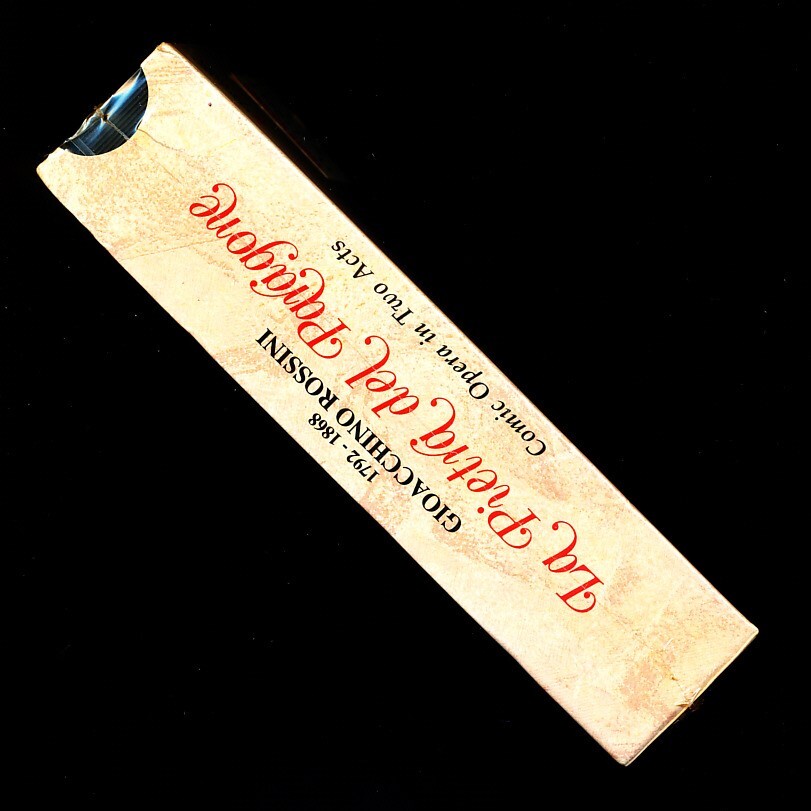 1792 - 1868
GIOACCHINO ROSSINI
La Pietra del Paragone
Comic Opera in Two Acts